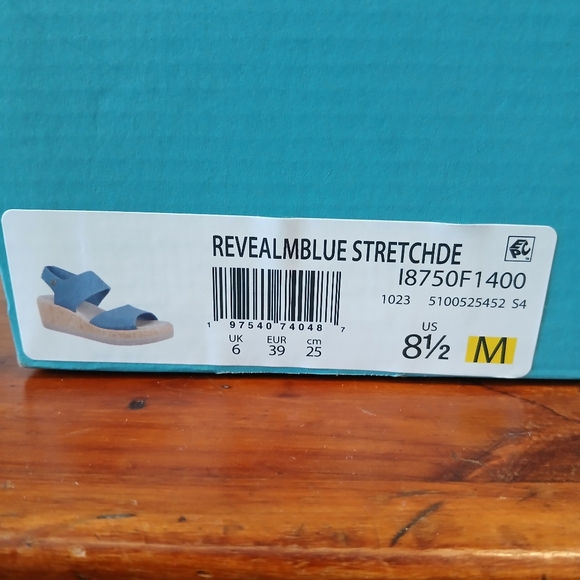 REVEALMBLUE STRETCHDE
I8750F1400
1023 5100525452 S4
1 97540 74048 7
UK EUR cm US
6 39 25 8½ M